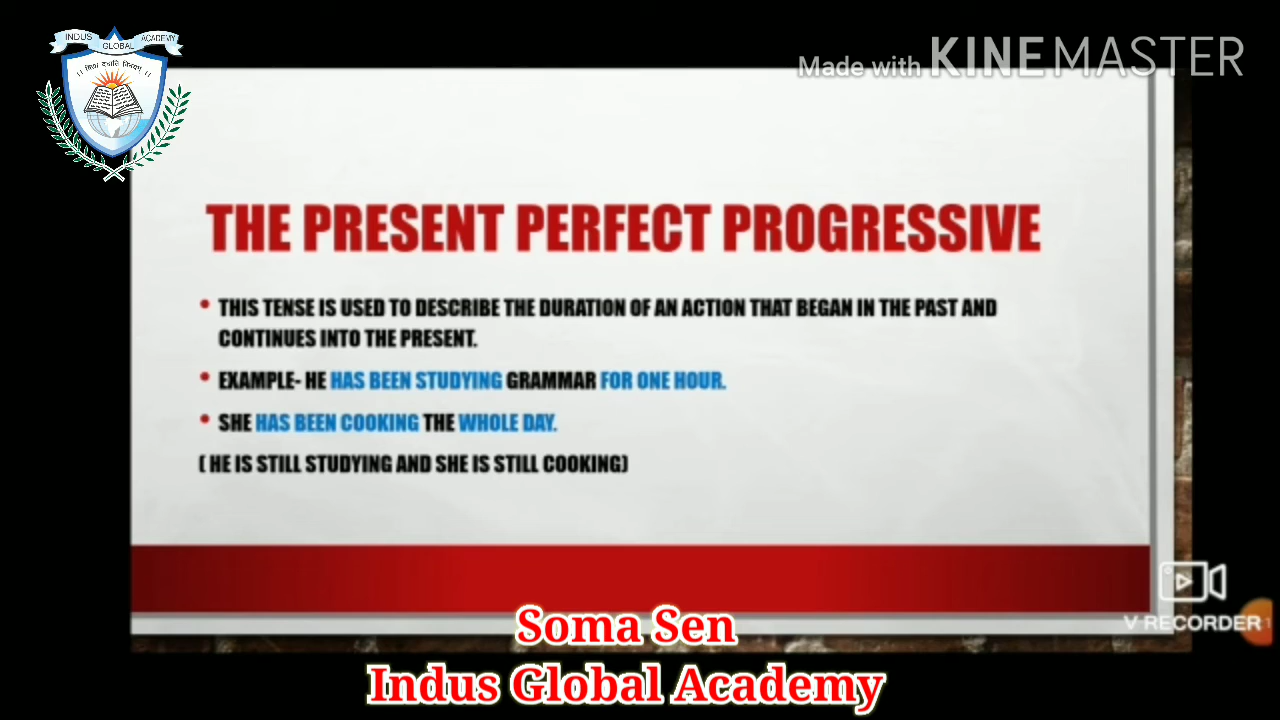 INDUS GLOBAL ACADEMY
Made with KINEMASTER
THE PRESENT PERFECT PROGRESSIVE
• THIS TENSE IS USED TO DESCRIBE THE DURATION OF AN ACTION THAT BEGAN IN THE PAST AND
CONTINUES INTO THE PRESENT.
• EXAMPLE- HE HAS BEEN STUDYING GRAMMAR FOR ONE HOUR.
• SHE HAS BEEN COOKING THE WHOLE DAY.
( HE IS STILL STUDYING AND SHE IS STILL COOKING)
V RECORDER
Soma Sen
Indus Global Academy